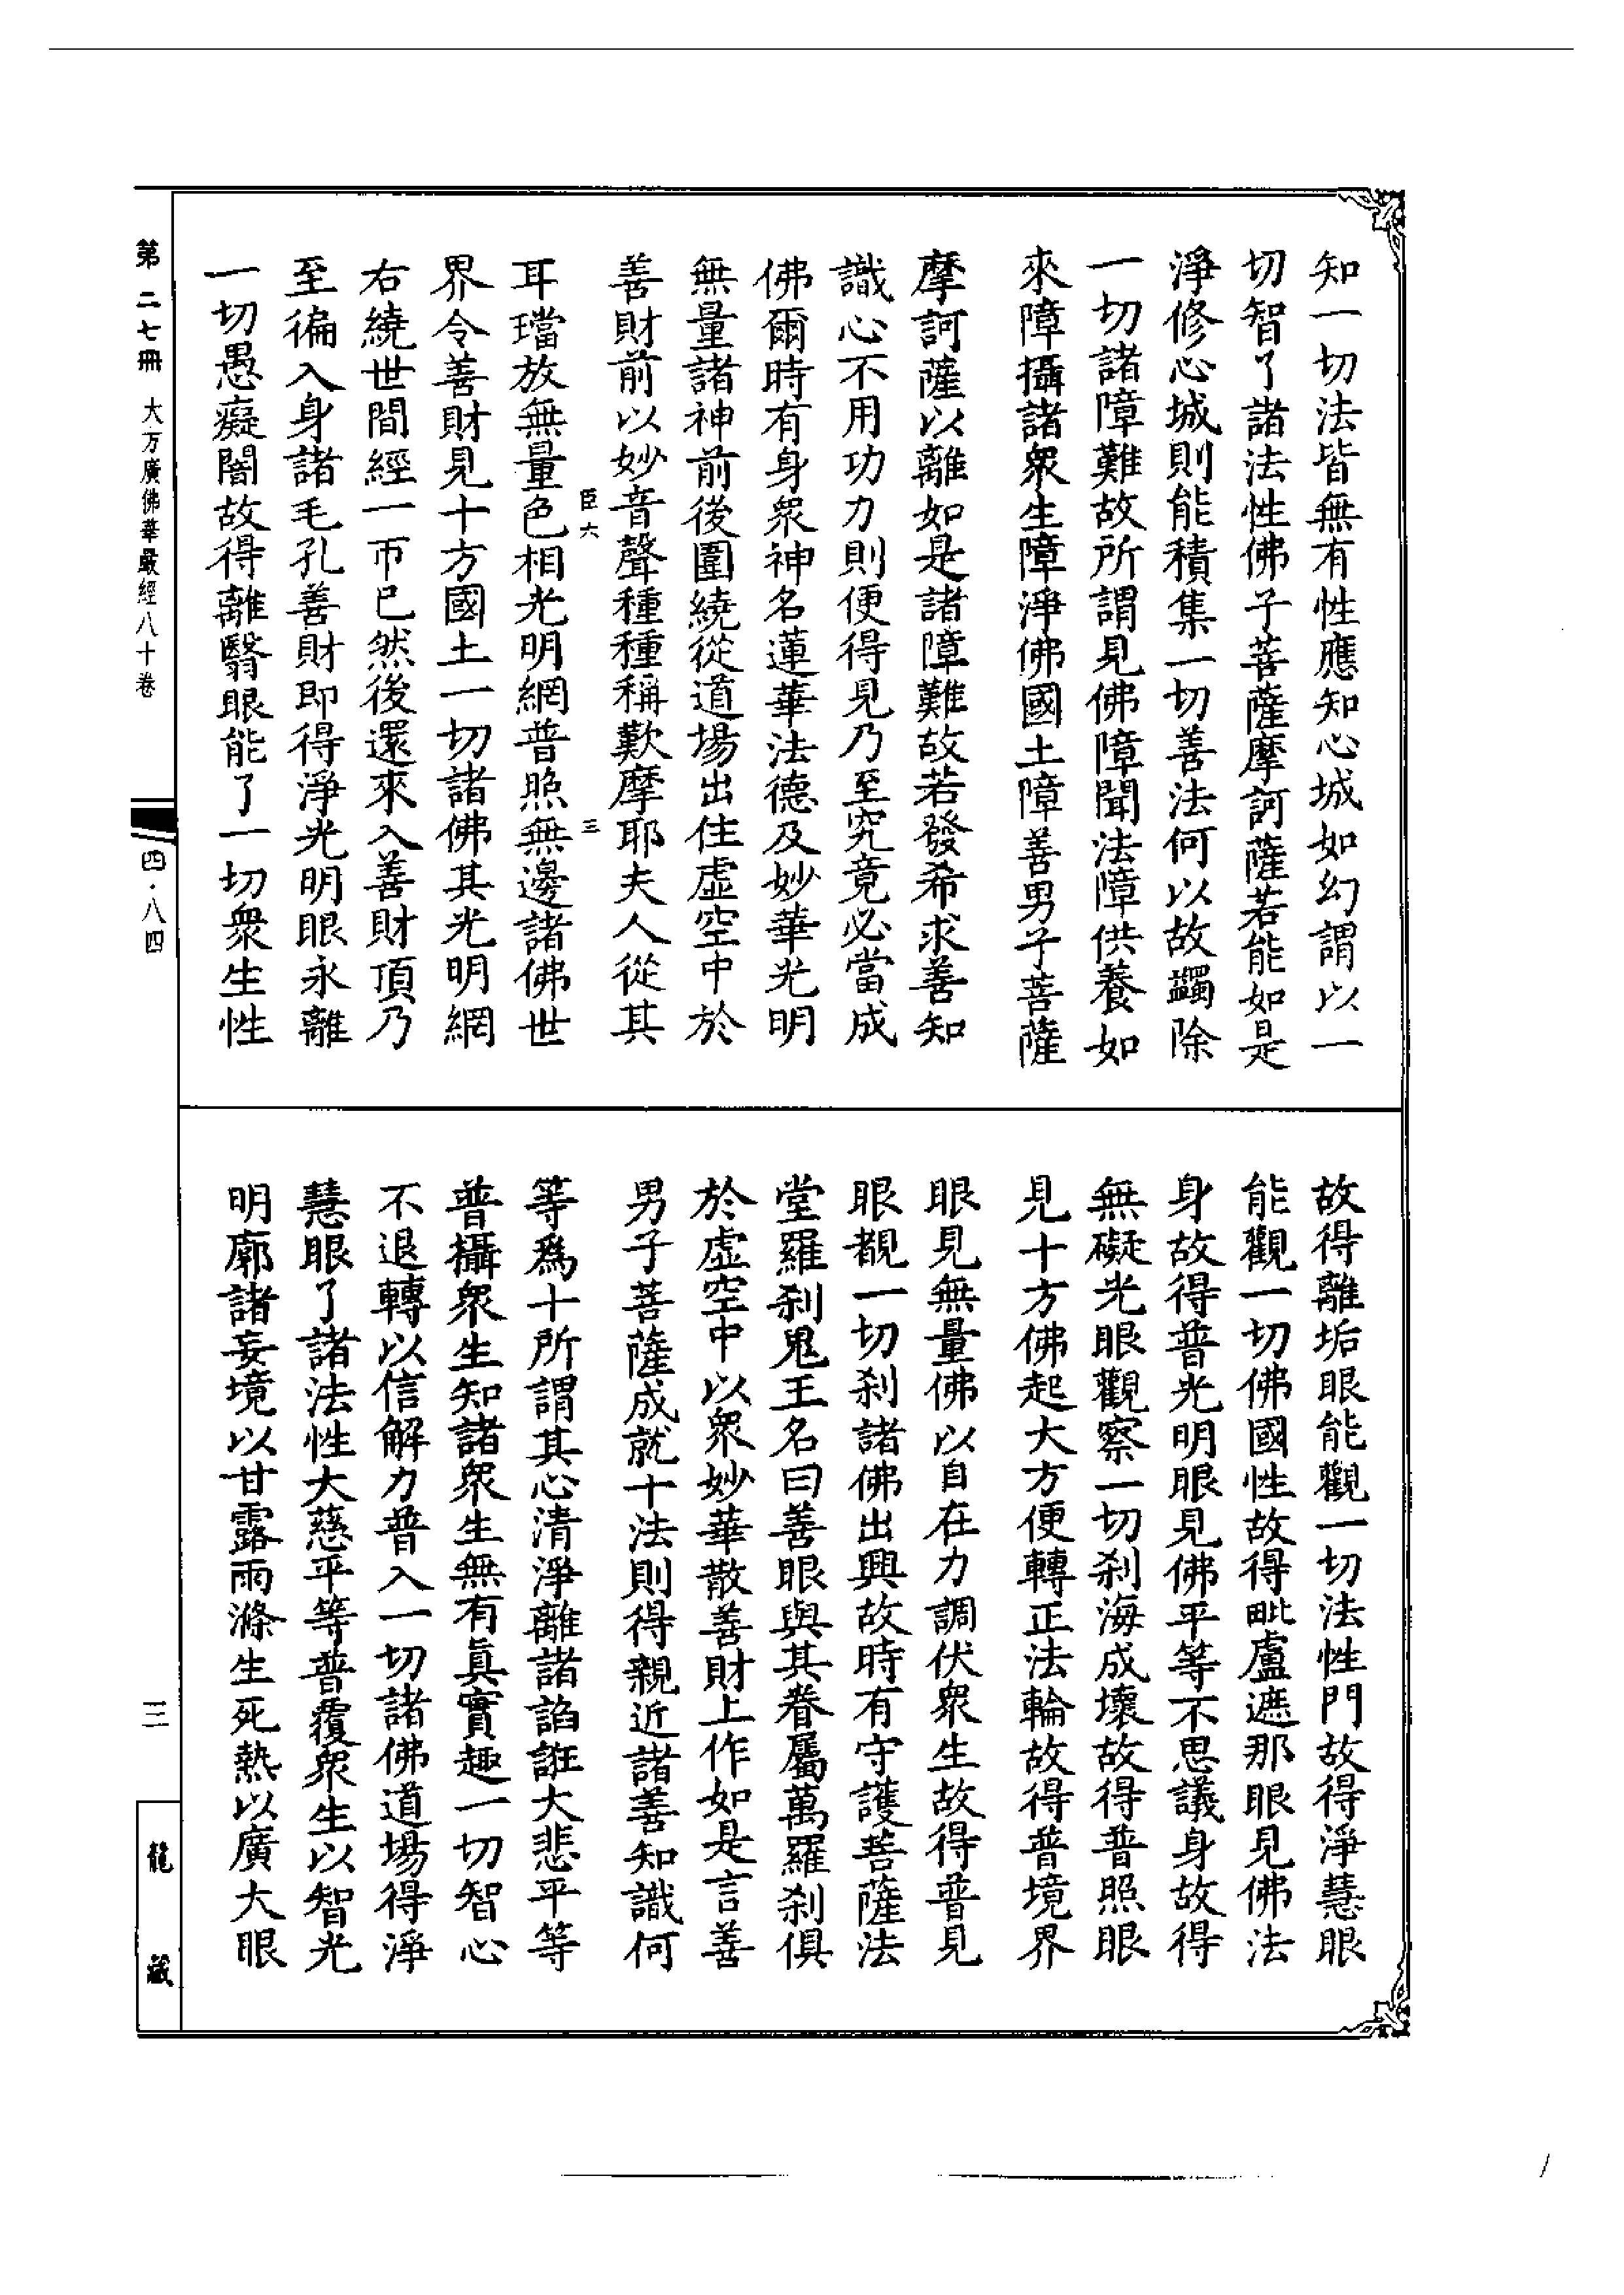 知一切法皆無有性應知心城如幻謂以一
切智了諸法性佛子菩薩摩訶薩若能如是
淨修心城則能積集一切善法何以故蠲除
一切諸障難故所謂見佛障聞法障供養如
來障攝諸衆生障淨佛國土障善男子菩薩
摩訶薩以離如是諸障難故若發希求善知
識心不用功力則便得見乃至究竟必當成
佛爾時有身衆神名蓮華法德及妙華光明
無量諸神前後圍繞從道場出住虛空中於
善財前以妙音聲種種稱歎摩耶夫人從其
臣六
三
耳璫放無量色相光明網普照無邊諸佛世
界令善財見十方國土一切諸佛其光明網
右繞世間經一帀已然後還來入善財頂乃
至徧入身諸毛孔善財即得淨光明眼永離
一切愚癡闇故得離翳眼能了一切衆生性
故得離垢眼能觀一切法性門故得淨慧眼
能觀一切佛國性故得毗盧遮那眼見佛法
身故得普光明眼見佛平等不思議身故得
無礙光眼觀察一切刹海成壞故得普照眼
見十方佛起大方便轉正法輪故得普境界
眼見無量佛以自在力調伏衆生故得普見
眼覩一切刹諸佛出興故時有守護菩薩法
堂羅刹鬼王名曰善眼與其眷屬萬羅刹俱
於虛空中以衆妙華散善財上作如是言善
男子菩薩成就十法則得親近諸善知識何
等爲十所謂其心清淨離諸諂誑大悲平等
普攝衆生知諸衆生無有真實趣一切智心
不退轉以信解力普入一切諸佛道場得淨
慧眼了諸法性大慈平等普覆衆生以智光
明廓諸妄境以甘露雨滌生死熱以廣大眼
第二七冊 大方廣佛華嚴經八十卷
四·八四
三
龍藏